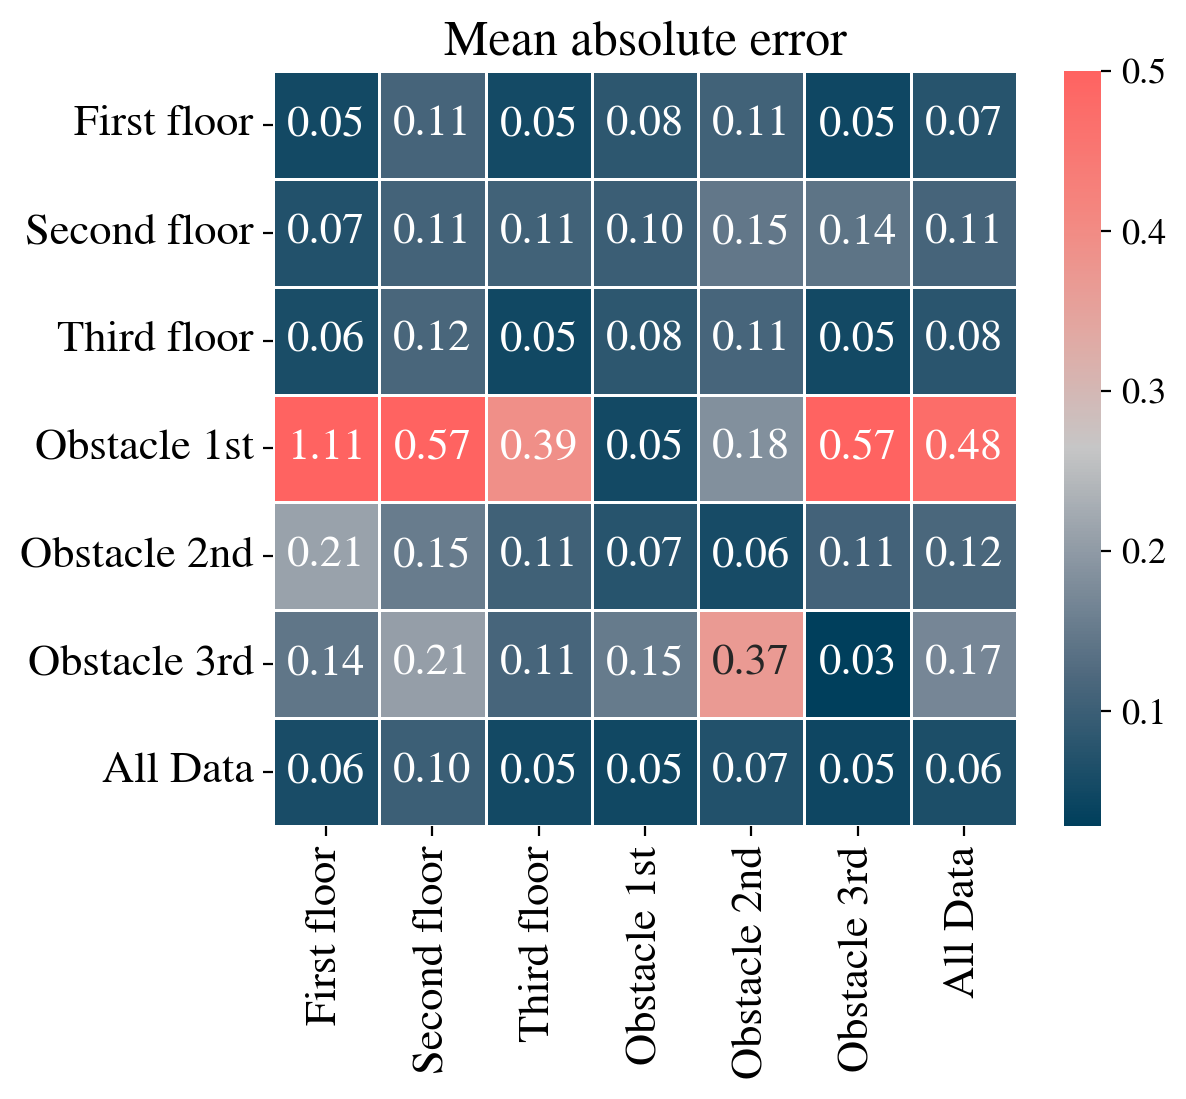 Mean absolute error
First floor 0.05 0.11 0.05 0.08 0.11 0.05 0.07
Second floor 0.07 0.11 0.11 0.10 0.15 0.14 0.11
Third floor 0.06 0.12 0.05 0.08 0.11 0.05 0.08
Obstacle 1st 1.11 0.57 0.39 0.05 0.18 0.57 0.48
Obstacle 2nd 0.21 0.15 0.11 0.07 0.06 0.11 0.12
Obstacle 3rd 0.14 0.21 0.11 0.15 0.37 0.03 0.17
All Data 0.06 0.10 0.05 0.05 0.07 0.05 0.06
First floor
Second floor
Third floor
Obstacle 1st
Obstacle 2nd
Obstacle 3rd
All Data
0.5
0.4
0.3
0.2
0.1